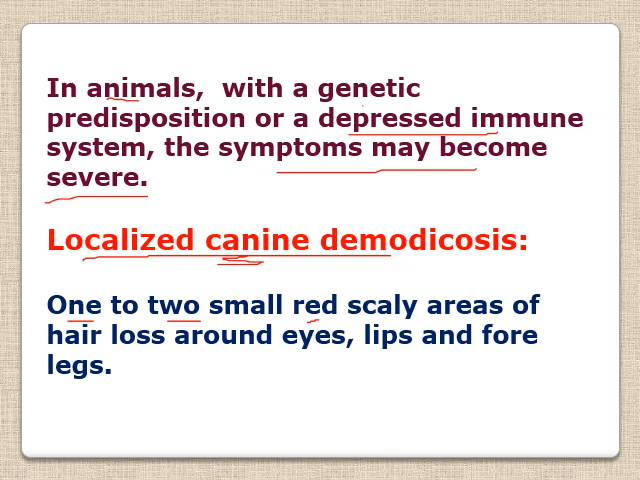 In animals,  with a genetic
predisposition or a depressed immune
system, the symptoms may become
severe.
Localized canine demodicosis:
One to two small red scaly areas of
hair loss around eyes, lips and fore
legs.